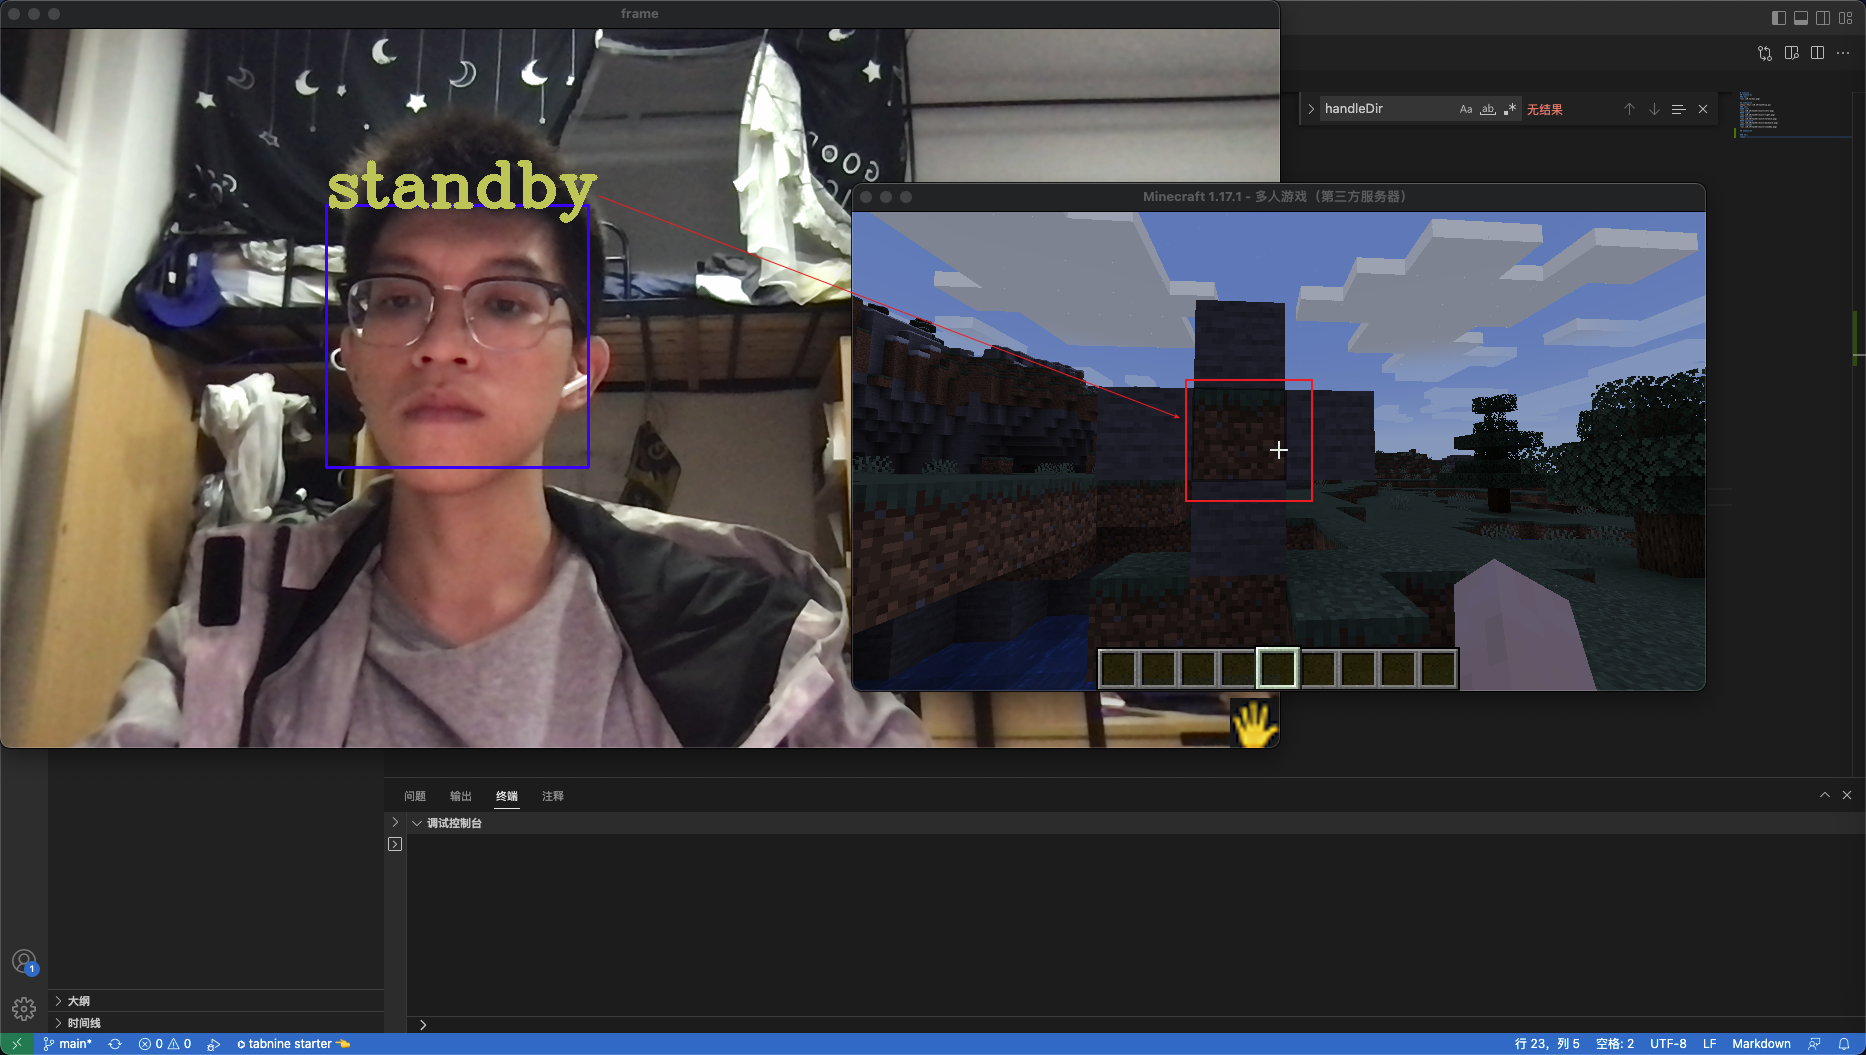 frame
standby
handleDir
Aa
ab
无结果
Minecraft 1.17.1 - 多人游戏（第三方服务器）
问题
输出
终端
注释
调试控制台
1
大纲
时间线
main*
0
0
tabnine starter
行 23，列 5
空格: 2
UTF-8
LF
Markdown